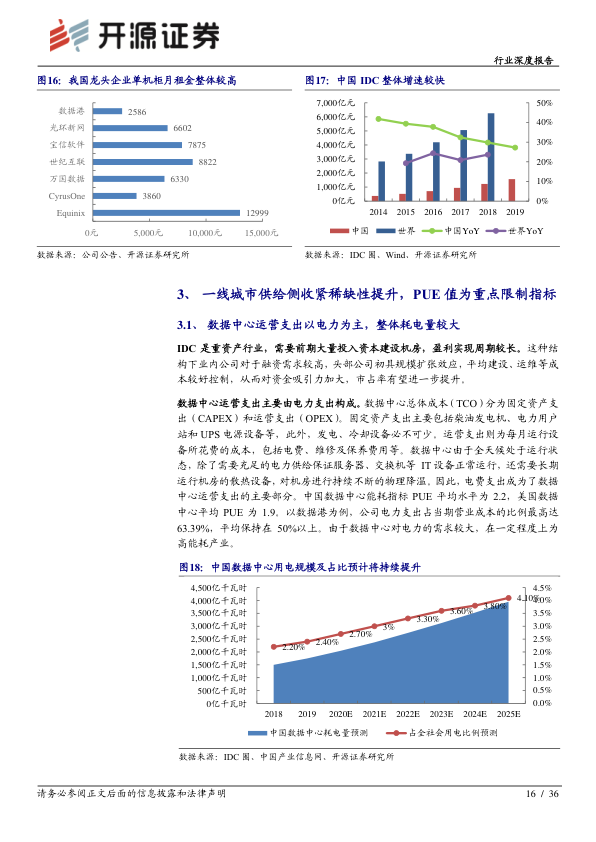 开源证券
行业深度报告
图16：我国龙头企业单机柜月租金整体较高
数据港
2586
光环新网
6602
宝信软件
7875
世纪互联
8822
万国数据
6330
CyrusOne
3860
Equinix
12999
0元 5,000元 10,000元 15,000元
数据来源：公司公告、开源证券研究所
图17：中国 IDC 整体增速较快
7,000亿元 50%
6,000亿元
5,000亿元 40%
4,000亿元 30%
3,000亿元 20%
2,000亿元
1,000亿元 10%
0亿元 0%
2014 2015 2016 2017 2018 2019
中国 世界 中国YoY 世界YoY
数据来源：IDC 圈、Wind、开源证券研究所
3、 一线城市供给侧收紧稀缺性提升，PUE 值为重点限制指标
3.1、 数据中心运营支出以电力为主，整体耗电量较大
IDC 是重资产行业，需要前期大量投入资本建设机房，盈利实现周期较长。这种结
构下业内公司对于融资需求较高，头部公司初具规模扩张效应，平均建设、运维等成
本较好控制，从而对资金吸引力加大，市占率有望进一步提升。
数据中心运营支出主要由电力支出构成。数据中心总体成本（TCO）分为固定资产支
出（CAPEX）和运营支出（OPEX）。固定资产支出主要包括柴油发电机、电力用户
站和 UPS 电源设备等，此外，发电、冷却设备必不可少。运营支出则为每月运行设
备所花费的成本，包括电费、维修及保养费用等。数据中心由于全天候处于运行状
态，除了需要充足的电力供给保证服务器、交换机等 IT 设备正常运行，还需要长期
运行机房的散热设备，对机房进行持续不断的物理降温。因此，电费支出成为了数据
中心运营支出的主要部分。中国数据中心能耗指标 PUE 平均水平为 2.2，美国数据
中心平均 PUE 为 1.9。以数据港为例，公司电力支出占当期营业成本的比例最高达
63.39%，平均保持在 50%以上。由于数据中心对电力的需求较大，在一定程度上为
高能耗产业。
图18：中国数据中心用电规模及占比预计将持续提升
4,500亿千瓦时 4.5%
4,000亿千瓦时 4.0%
3,500亿千瓦时 3.5%
3,000亿千瓦时 3.0%
2,500亿千瓦时 2.5%
2,000亿千瓦时 2.0%
1,500亿千瓦时 1.5%
1,000亿千瓦时 1.0%
500亿千瓦时 0.5%
0亿千瓦时 0.0%
2.20% 2.40% 2.70% 3% 3.30% 3.60% 3.80% 4.10%
2018 2019 2020E 2021E 2022E 2023E 2024E 2025E
中国数据中心耗电量预测 占全社会用电比例预测
数据来源：IDC 圈、中国产业信息网、开源证券研究所
请务必参阅正文后面的信息披露和法律声明
16 / 36